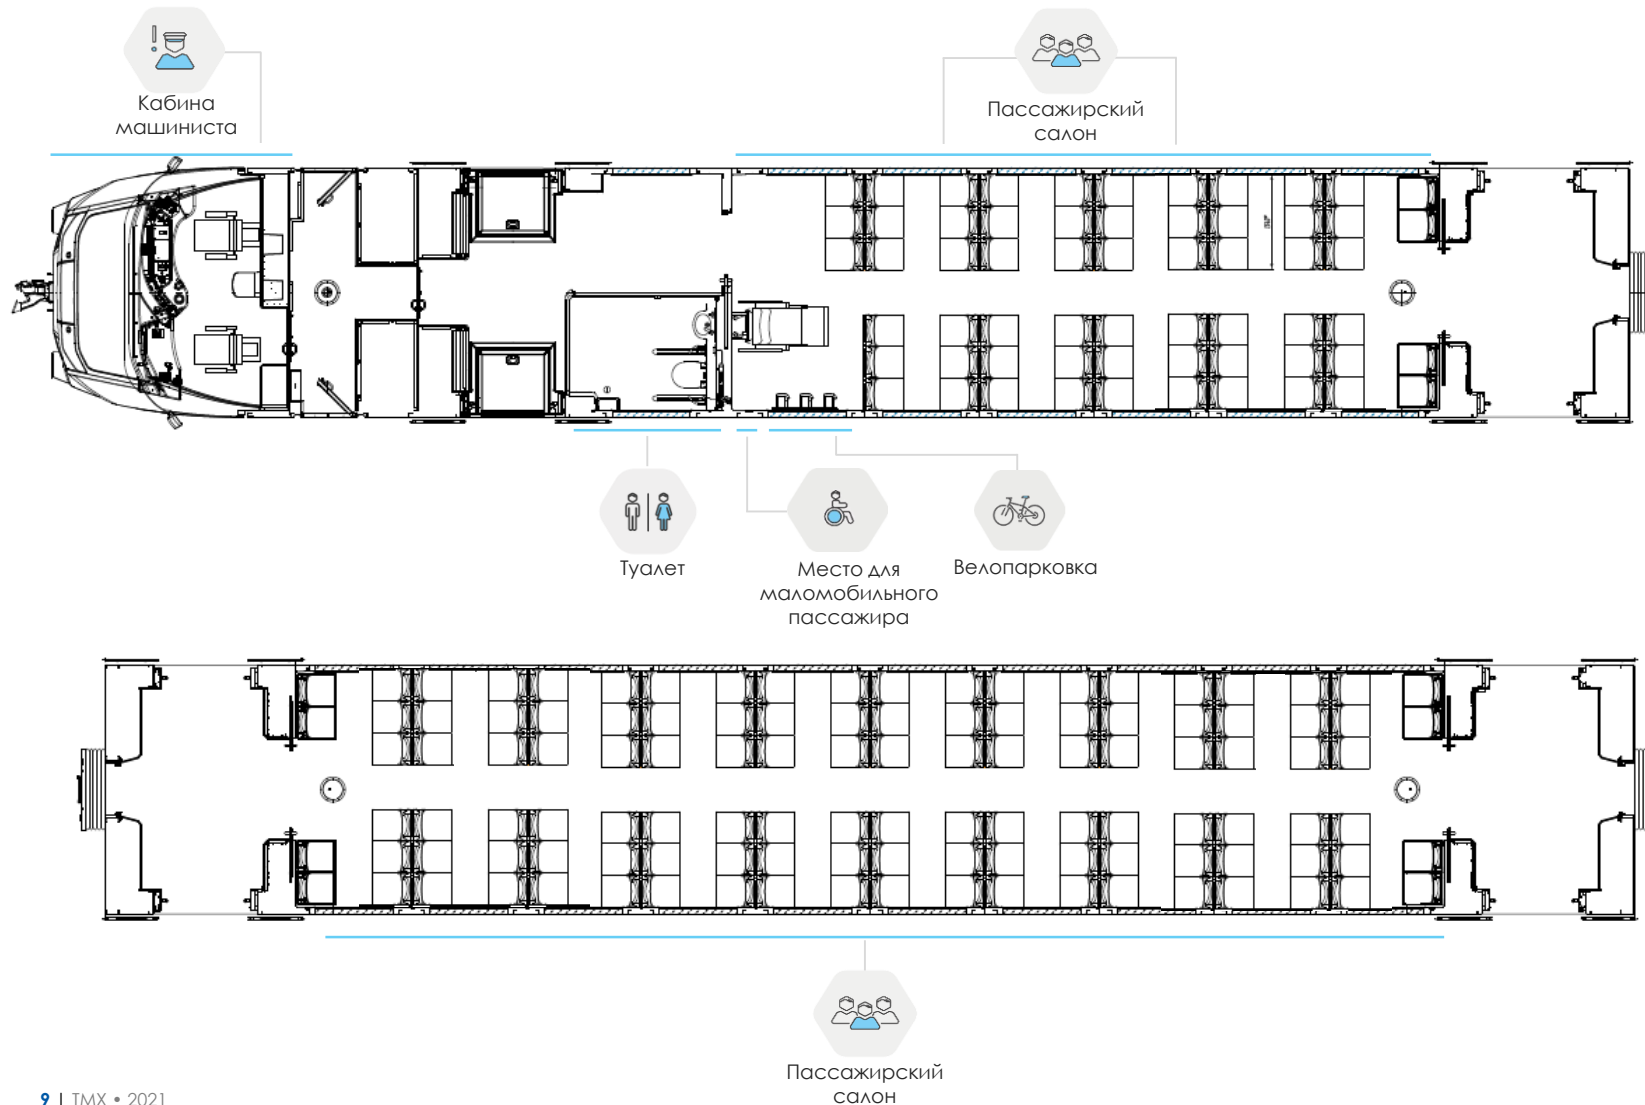 Кабина
машиниста
Пассажирский
салон
Туалет
Место для
маломобильного
пассажира
Велопарковка
Пассажирский
салон
9 | ТМХ • 2021